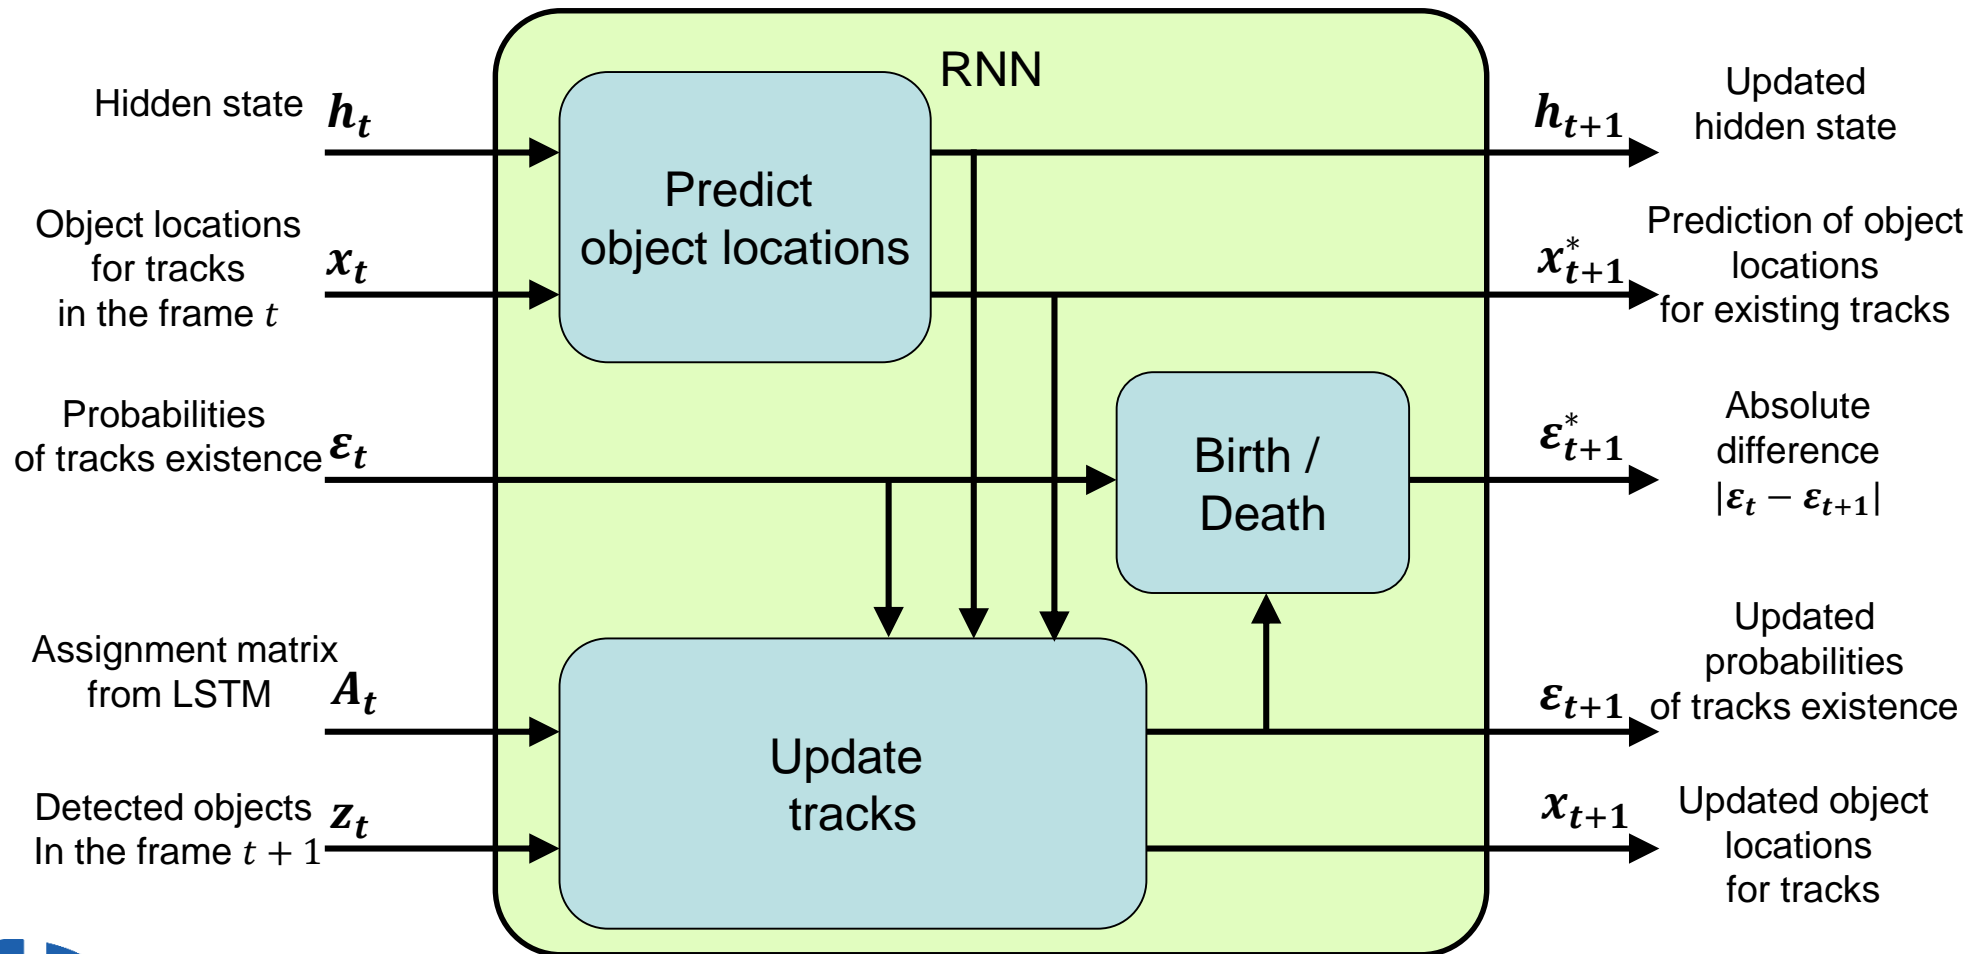 RNN
Hidden state
h_t
Object locations
for tracks
in the frame t
x_t
Probabilities
of tracks existence
ε_t
Assignment matrix
from LSTM
A_t
Detected objects
In the frame t + 1
z_t
Predict
object locations
Birth /
Death
Update
tracks
h_{t+1}
Updated
hidden state
x^*_{t+1}
Prediction of object
locations
for existing tracks
ε^*_{t+1}
Absolute
difference
|ε_t − ε_{t+1}|
ε_{t+1}
Updated
probabilities
of tracks existence
x_{t+1}
Updated object
locations
for tracks